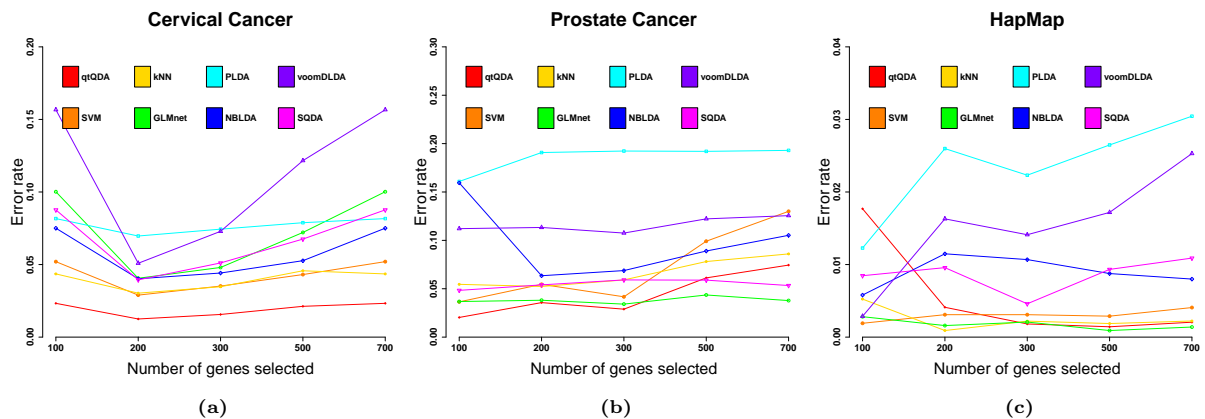 Cervical Cancer
Error rate
0.00 0.05 0.10 0.15 0.20
qtQDA kNN PLDA voomDLDA
SVM GLMnet NBLDA SQDA
100 200 300 500 700
Number of genes selected
(a)
Prostate Cancer
Error rate
0.00 0.05 0.10 0.15 0.20 0.25 0.30
qtQDA kNN PLDA voomDLDA
SVM GLMnet NBLDA SQDA
100 200 300 500 700
Number of genes selected
(b)
HapMap
Error rate
0.00 0.01 0.02 0.03 0.04
qtQDA kNN PLDA voomDLDA
SVM GLMnet NBLDA SQDA
100 200 300 500 700
Number of genes selected
(c)